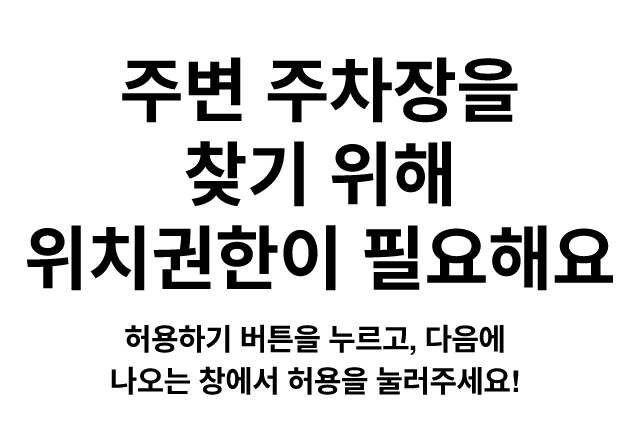 주변 주차장을
찾기 위해
위치권한이 필요해요
허용하기 버튼을 누르고, 다음에
나오는 창에서 허용을 눌러주세요!